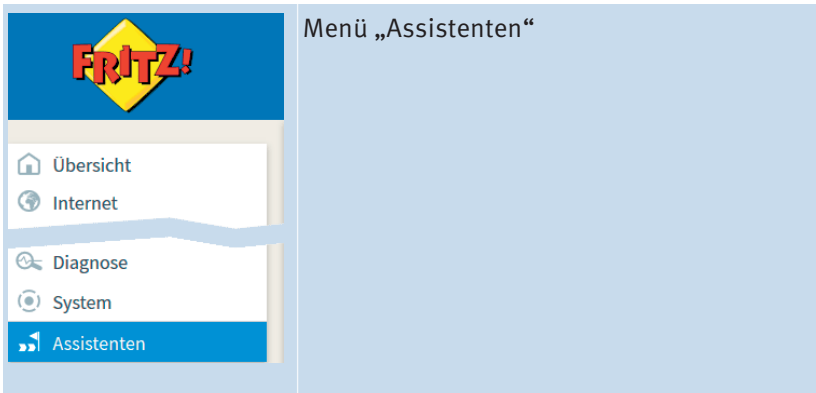 Menü „Assistenten“
FRITZ!
Übersicht
Internet
Diagnose
System
Assistenten